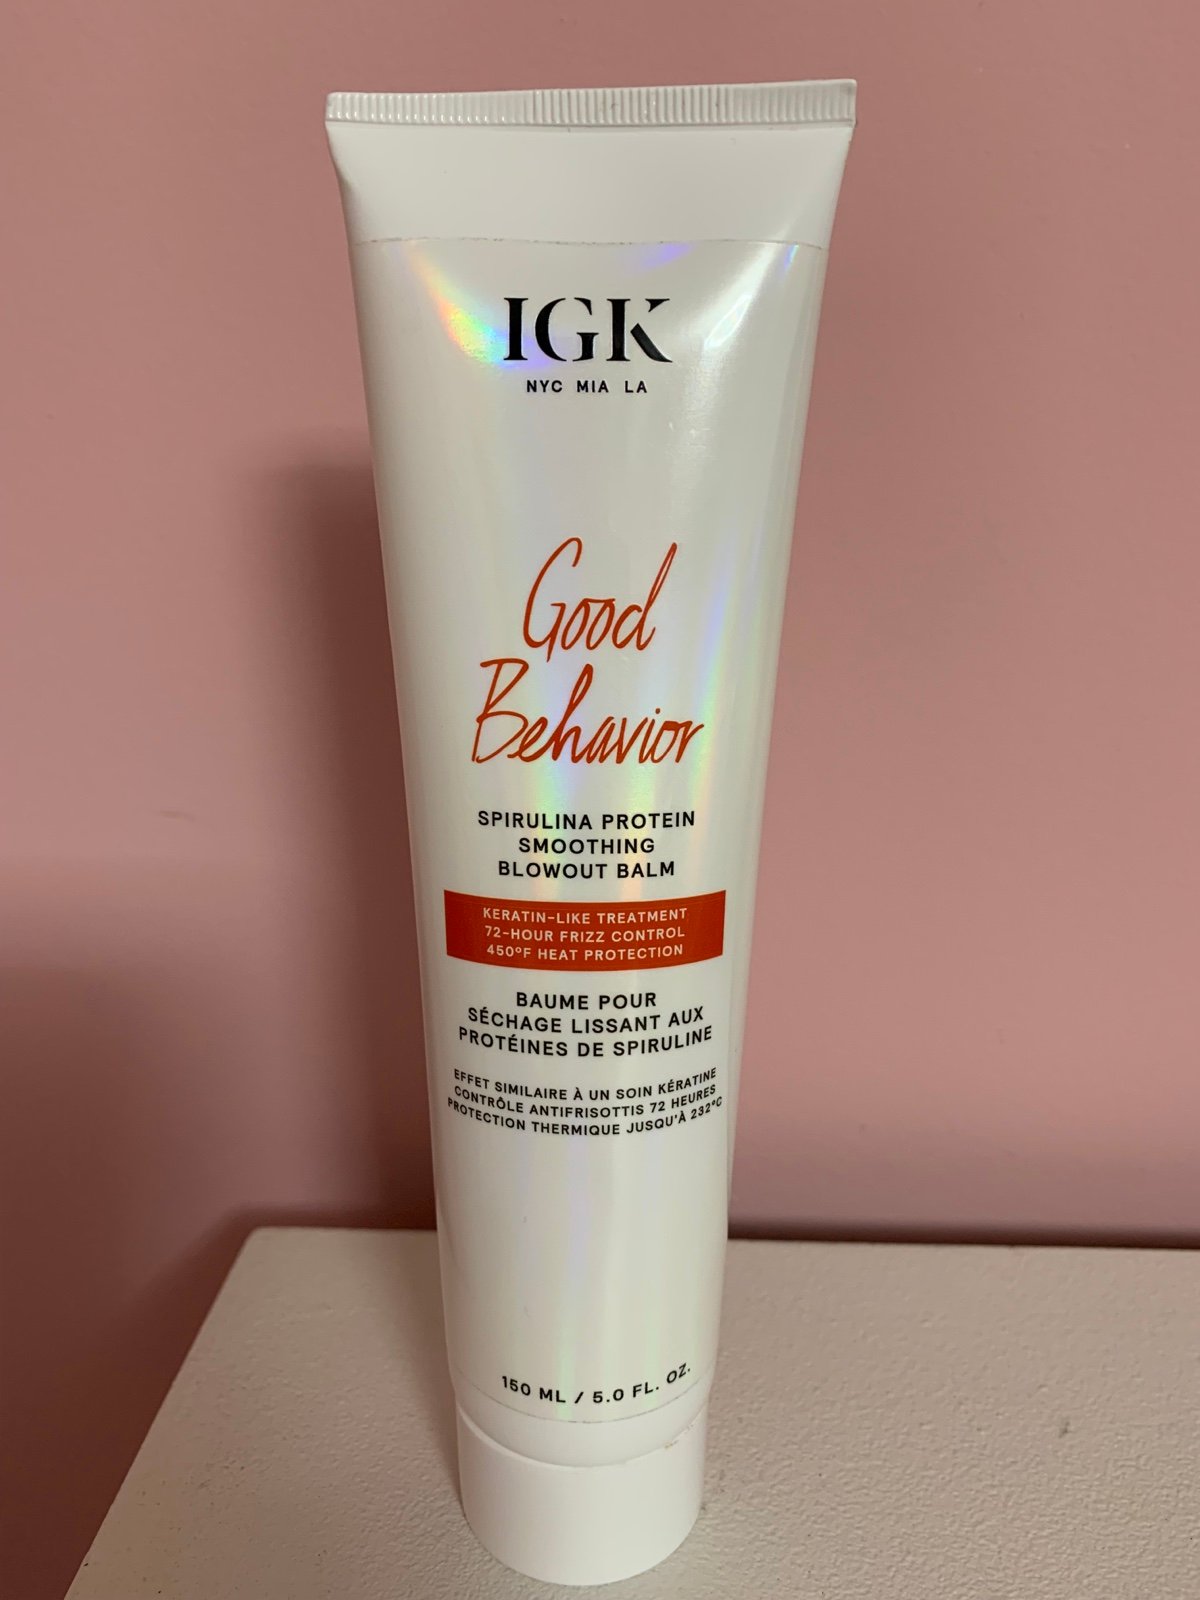 IGK
NYC MIA LA
Good
Behavior
SPIRULINA PROTEIN
SMOOTHING
BLOWOUT BALM
KERATIN-LIKE TREATMENT
72-HOUR FRIZZ CONTROL
450°F HEAT PROTECTION
BAUME POUR
SÉCHAGE LISSANT AUX
PROTÉINES DE SPIRULINE
EFFET SIMILAIRE À UN SOIN KÉRATINE
CONTRÔLE ANTIFRISOTTIS 72 HEURES
PROTECTION THERMIQUE JUSQU'À 232°C
150 ML / 5.0 FL. OZ.